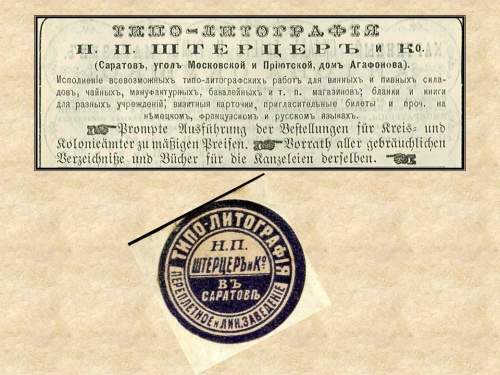 ТИПО-ЛИТОГРАФІЯ
Н. П. ШТЕРЦЕРЪ и Ко.
(Саратовъ, уголъ Московской и Пріютской, домъ Агафонова).
Исполненіе всевозможныхъ типо-литографскихъ работъ для винныхъ и пивныхъ скла-
довъ, чайныхъ, мануфактурныхъ, бакалейныхъ и т. п. магазиновъ; бланки и книги
для разныхъ учрежденій, визитныя карточки, пригласительные билеты и проч. на
нѣмецкомъ, французскомъ и русскомъ языкахъ.
Prompte Ausführung der Bestellungen für Kreis- und
Kolonieämter zu mäßigen Preisen. Vorrath aller gebräuchlichen
Verzeichniße und Bücher für die Kanzeleien derselben.
ТИПО-ЛИТОГРАФІЯ
Н.П.
ШТЕРЦЕРЪ и Ко
ВЪ
САРАТОВѢ
ПЕРЕПЛЕТНОЕ и ЛИН. ЗАВЕДЕНІЕ